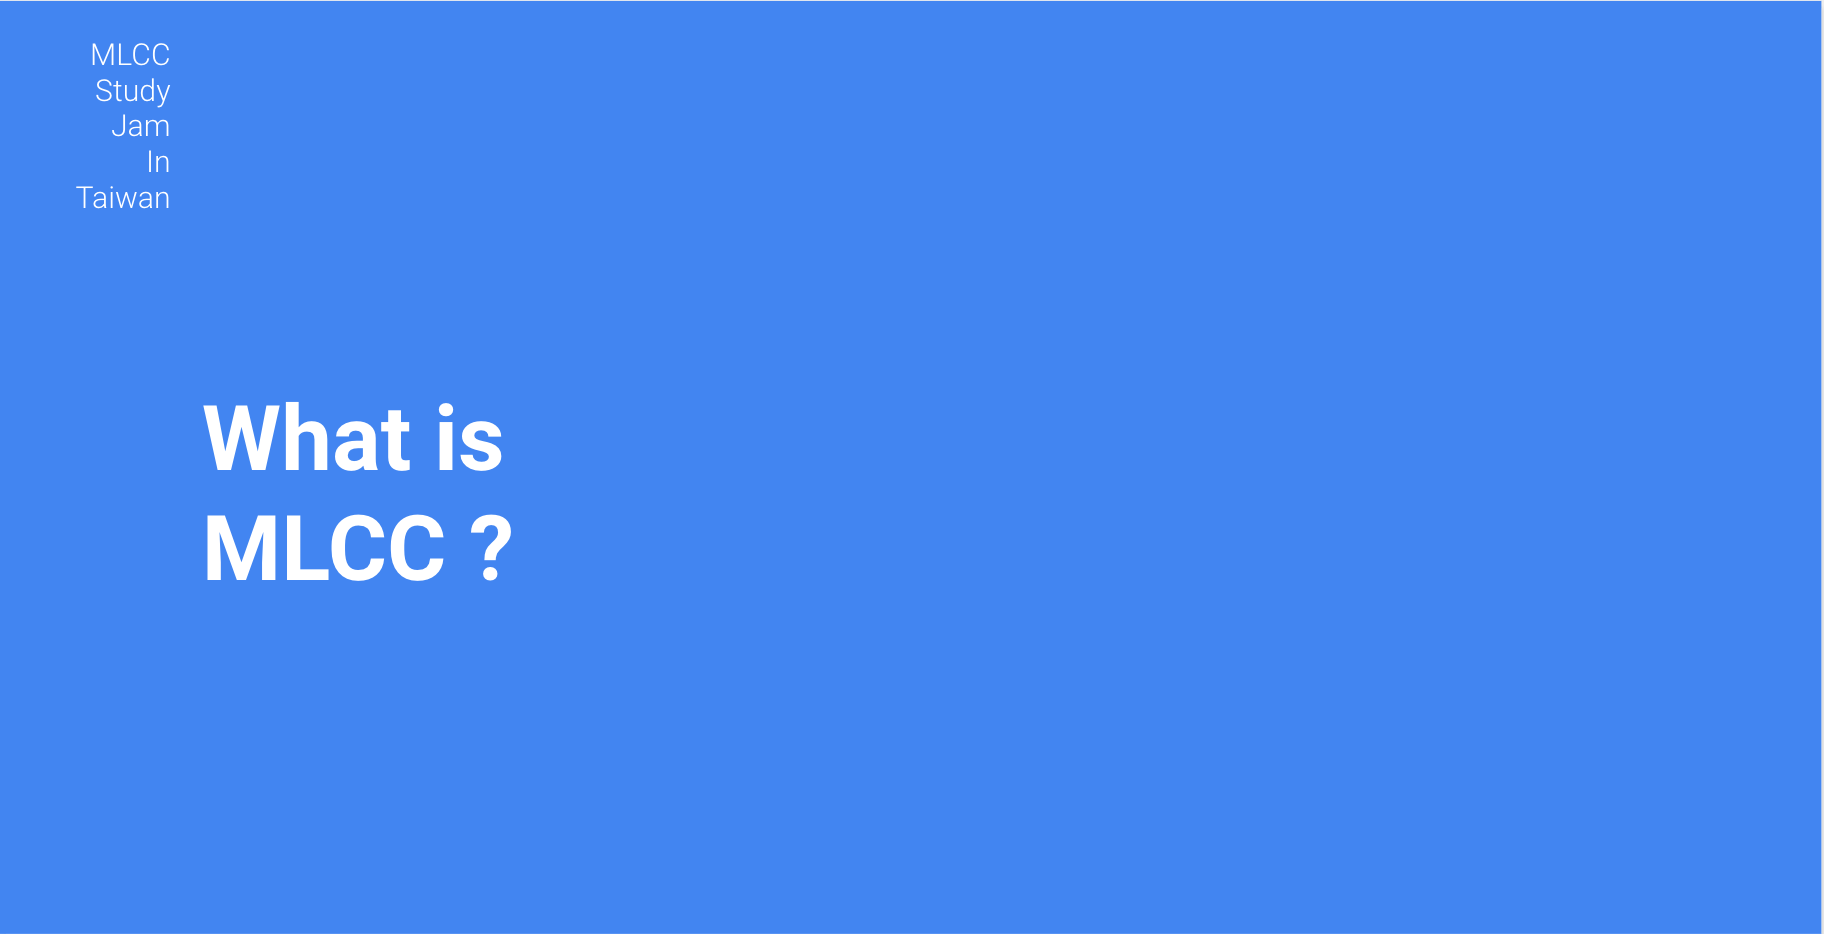 MLCC
Study
Jam
In
Taiwan
What is
MLCC ?